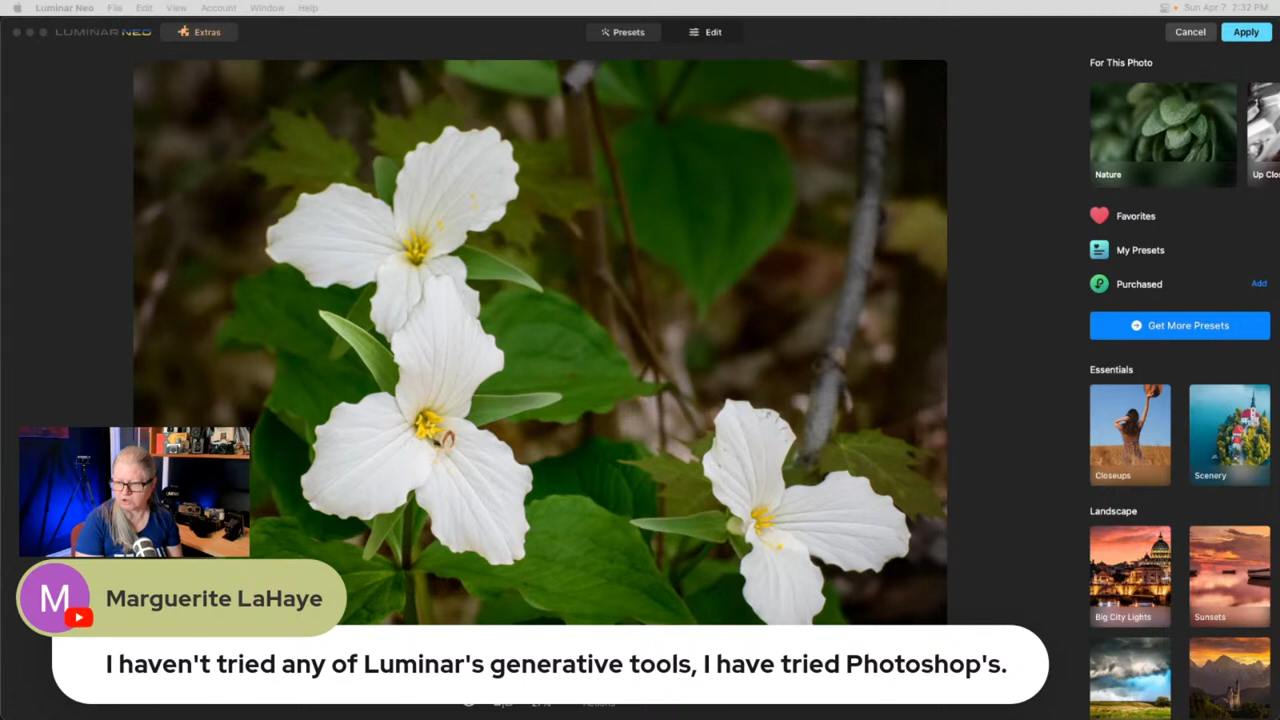 Luminar Neo File Edit View Account Window Help
Sun Apr 7 2:32 PM
LUMINAR NEO Extras
Presets Edit
Cancel Apply
For This Photo
Nature
Up Clos
Favorites
My Presets
Purchased Add
Get More Presets
Essentials
Closeups Scenery
Landscape
Big City Lights Sunsets
M Marguerite LaHaye
I haven't tried any of Luminar's generative tools, I have tried Photoshop's.